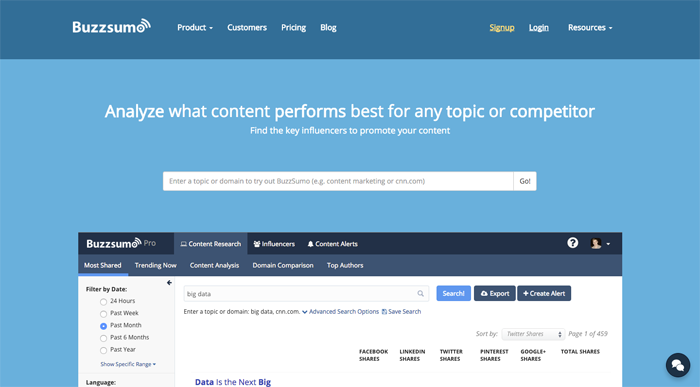 Buzzsumo Product Customers Pricing Blog Signup Login Resources
Analyze what content performs best for any topic or competitor
Find the key influencers to promote your content
Enter a topic or domain to try out BuzzSumo (e.g. content marketing or cnn.com) Go!
Buzzsumo Pro Content Research Influencers Content Alerts ?
Most Shared Trending Now Content Analysis Domain Comparison Top Authors
Filter by Date:
24 Hours
Past Week
Past Month
Past 6 Months
Past Year
Show Specific Range
Language:
big data Search! Export + Create Alert
Enter a topic or domain: big data, cnn.com. Advanced Search Options Save Search
Sort by: Twitter Shares Page 1 of 459
FACEBOOK SHARES LINKEDIN SHARES TWITTER SHARES PINTEREST SHARES GOOGLE+ SHARES TOTAL SHARES
Data Is the Next Big